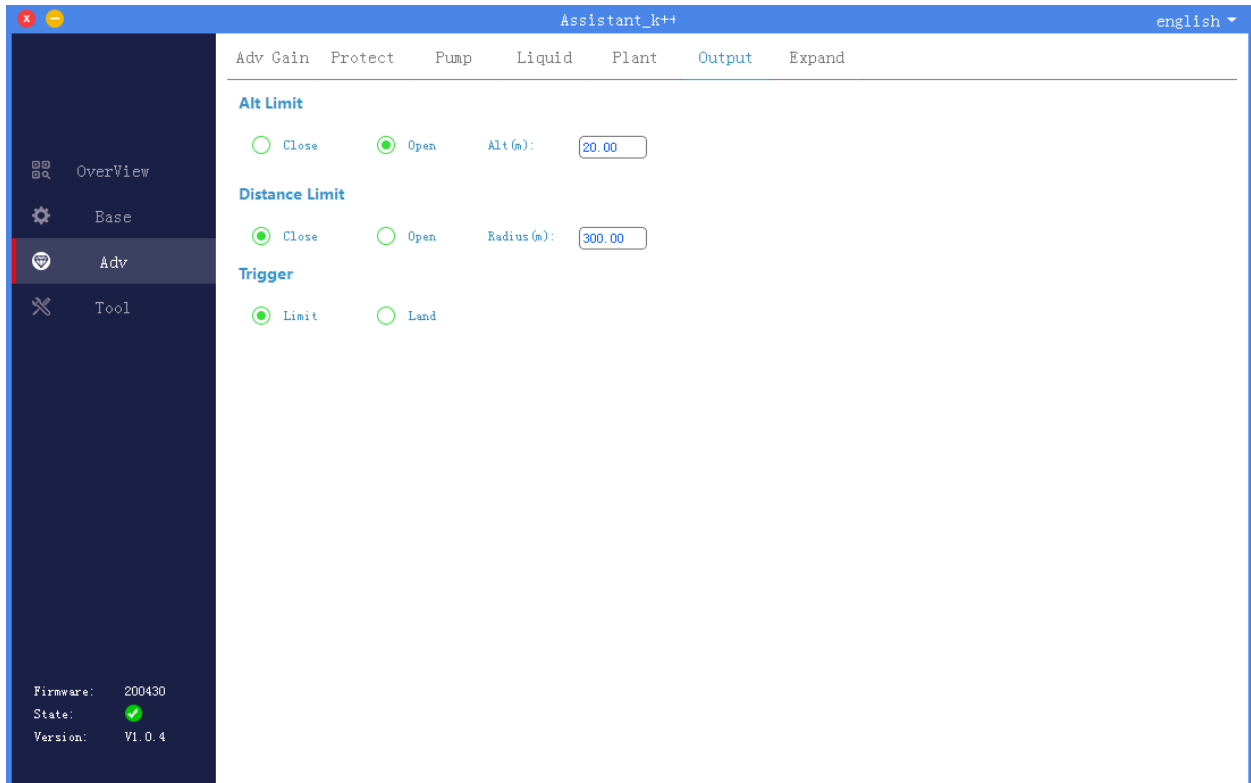 x Assistant_k++ english
Adv Gain Protect Pump Liquid Plant Output Expand
OverView
Base
Adv
Tool
Alt Limit
Close Open Alt(m): 20.00
Distance Limit
Close Open Radius(m): 300.00
Trigger
Limit Land
Firmware: 200430
State:
Version: V1.0.4